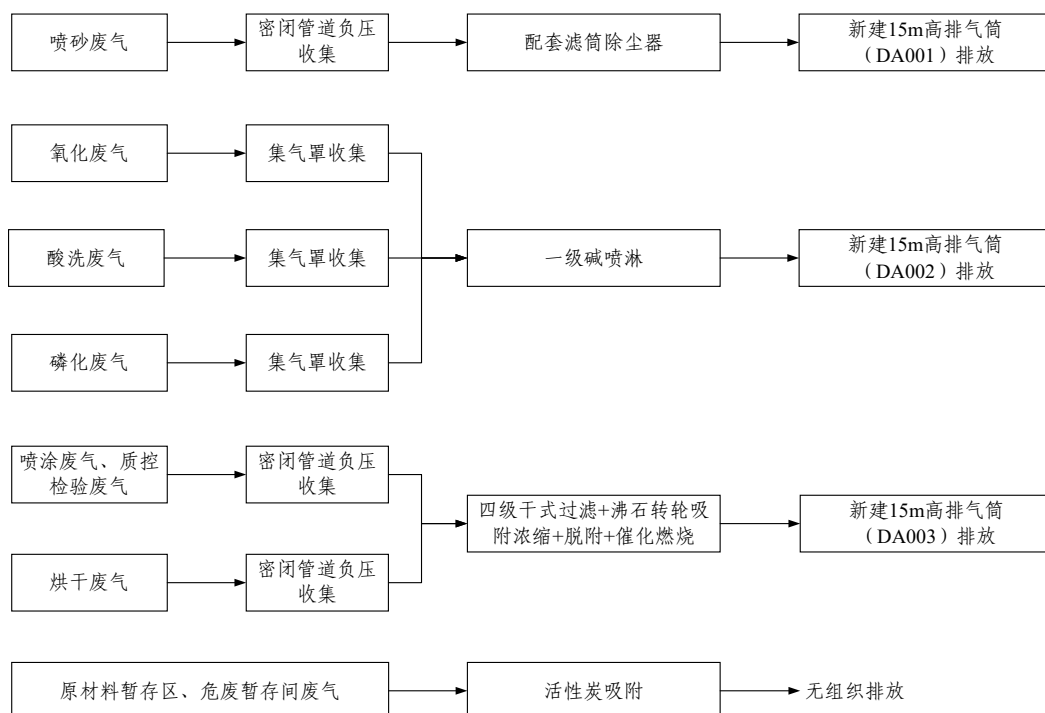 喷砂废气
密闭管道负压
收集
配套滤筒除尘器
新建15m高排气筒
（DA001）排放
氧化废气
集气罩收集
酸洗废气
集气罩收集
一级碱喷淋
新建15m高排气筒
（DA002）排放
磷化废气
集气罩收集
喷涂废气、质控
检验废气
密闭管道负压
收集
四级干式过滤+沸石转轮吸
附浓缩+脱附+催化燃烧
新建15m高排气筒
（DA003）排放
烘干废气
密闭管道负压
收集
原材料暂存区、危废暂存间废气
活性炭吸附
无组织排放